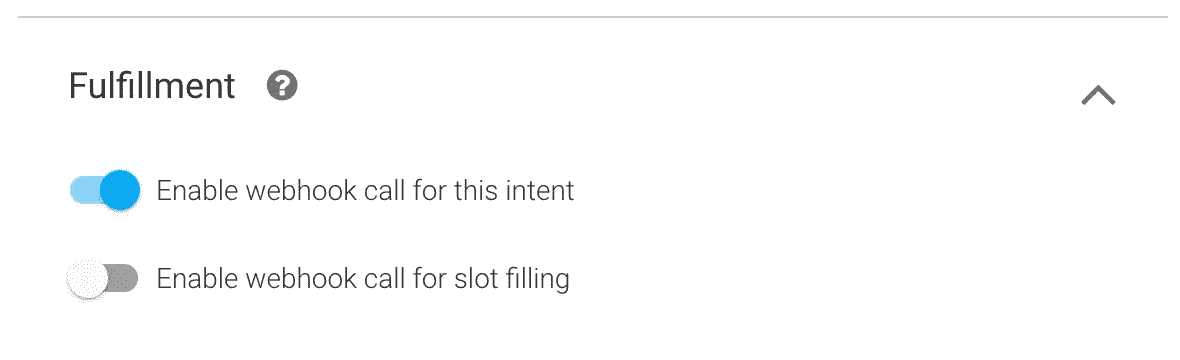 Fulfillment ?
Enable webhook call for this intent
Enable webhook call for slot filling